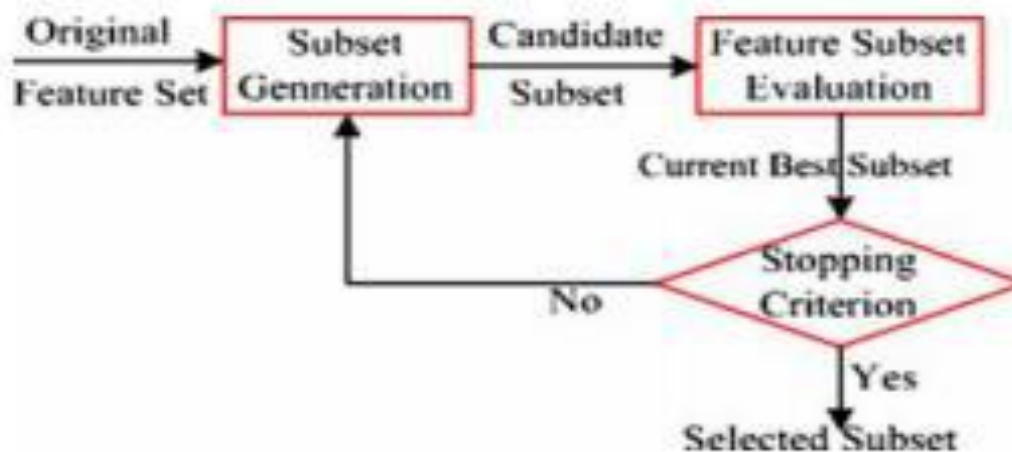 Original
Feature Set
Subset
Genneration
Candidate
Subset
Feature Subset
Evaluation
Current Best Subset
Stopping
Criterion
No
Yes
Selected Subset